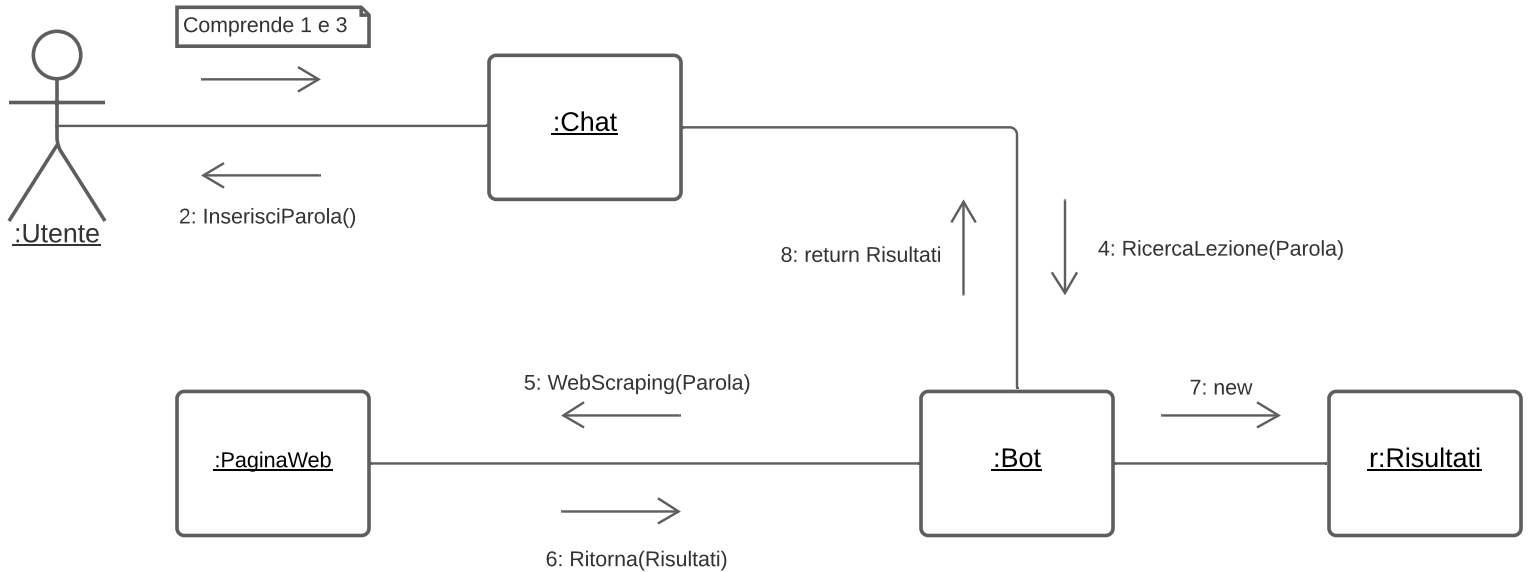 Comprende 1 e 3
:Chat
2: InserisciParola()
:Utente
8: return Risultati
4: RicercaLezione(Parola)
5: WebScraping(Parola)
7: new
:PaginaWeb
:Bot
r:Risultati
6: Ritorna(Risultati)